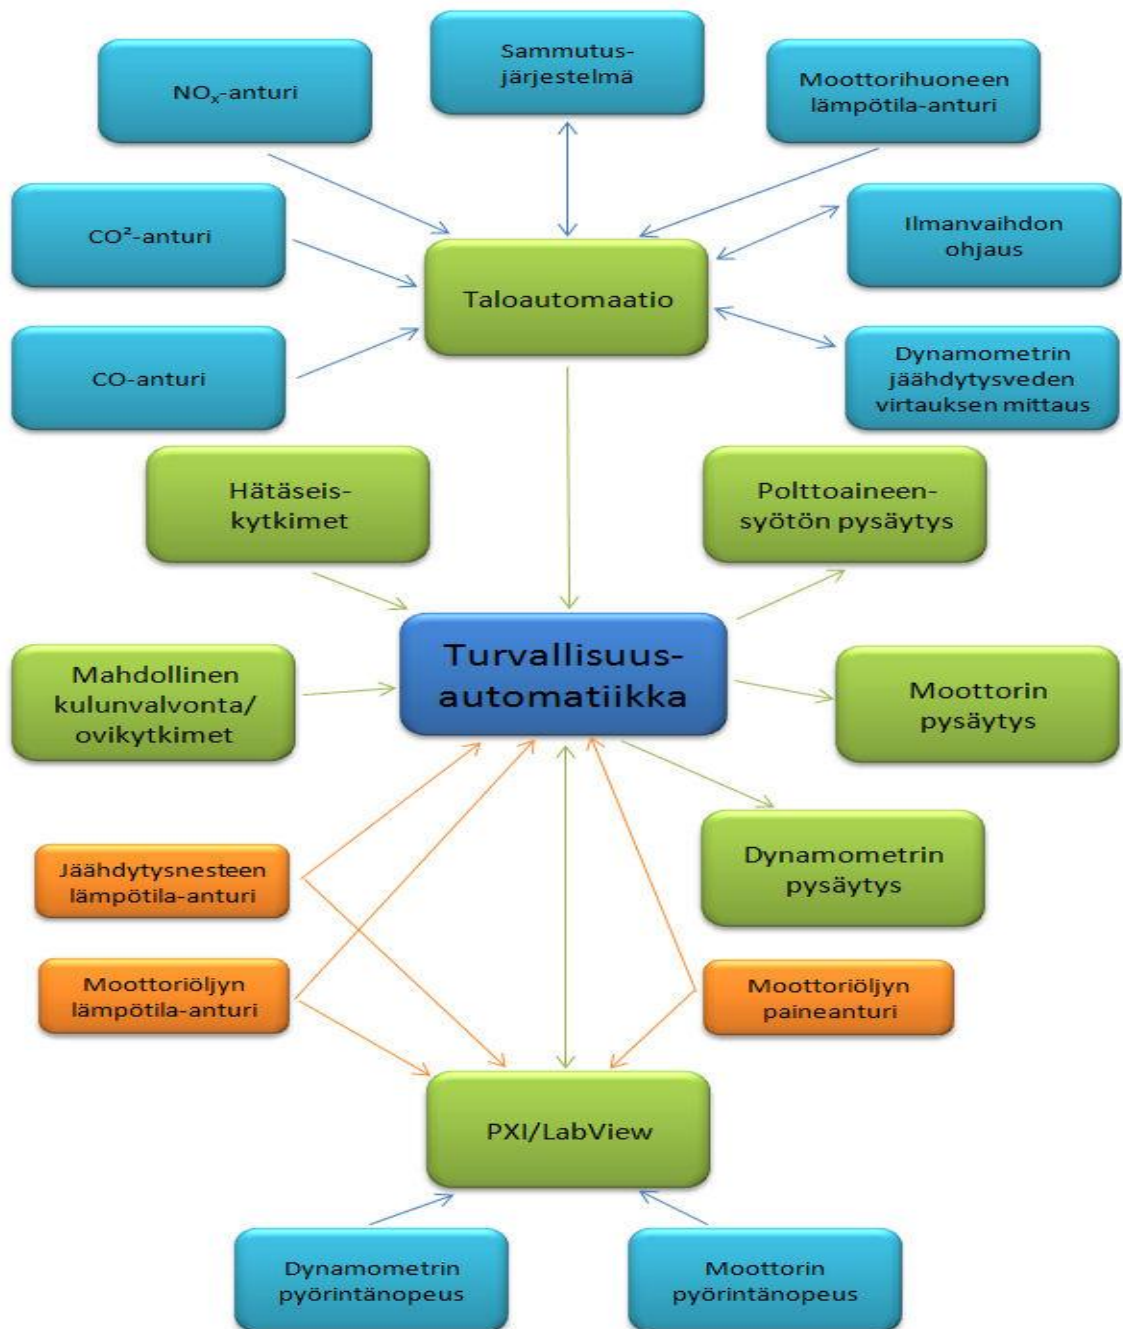 Sammutus-
järjestelmä
NOₓ-anturi
Moottorihuoneen
lämpötila-anturi
CO²-anturi
Ilmanvaihdon
ohjaus
Taloautomaatio
CO-anturi
Dynamometrin
jäähdytysveden
virtauksen mittaus
Hätäseis-
kytkimet
Polttoaineen-
syötön pysäytys
Turvallisuus-
automatiikka
Mahdollinen
kulunvalvonta/
ovikytkimet
Moottorin
pysäytys
Dynamometrin
pysäytys
Jäähdytysnesteen
lämpötila-anturi
Moottoriöljyn
lämpötila-anturi
Moottoriöljyn
paineanturi
PXI/LabView
Dynamometrin
pyörintänopeus
Moottorin
pyörintänopeus